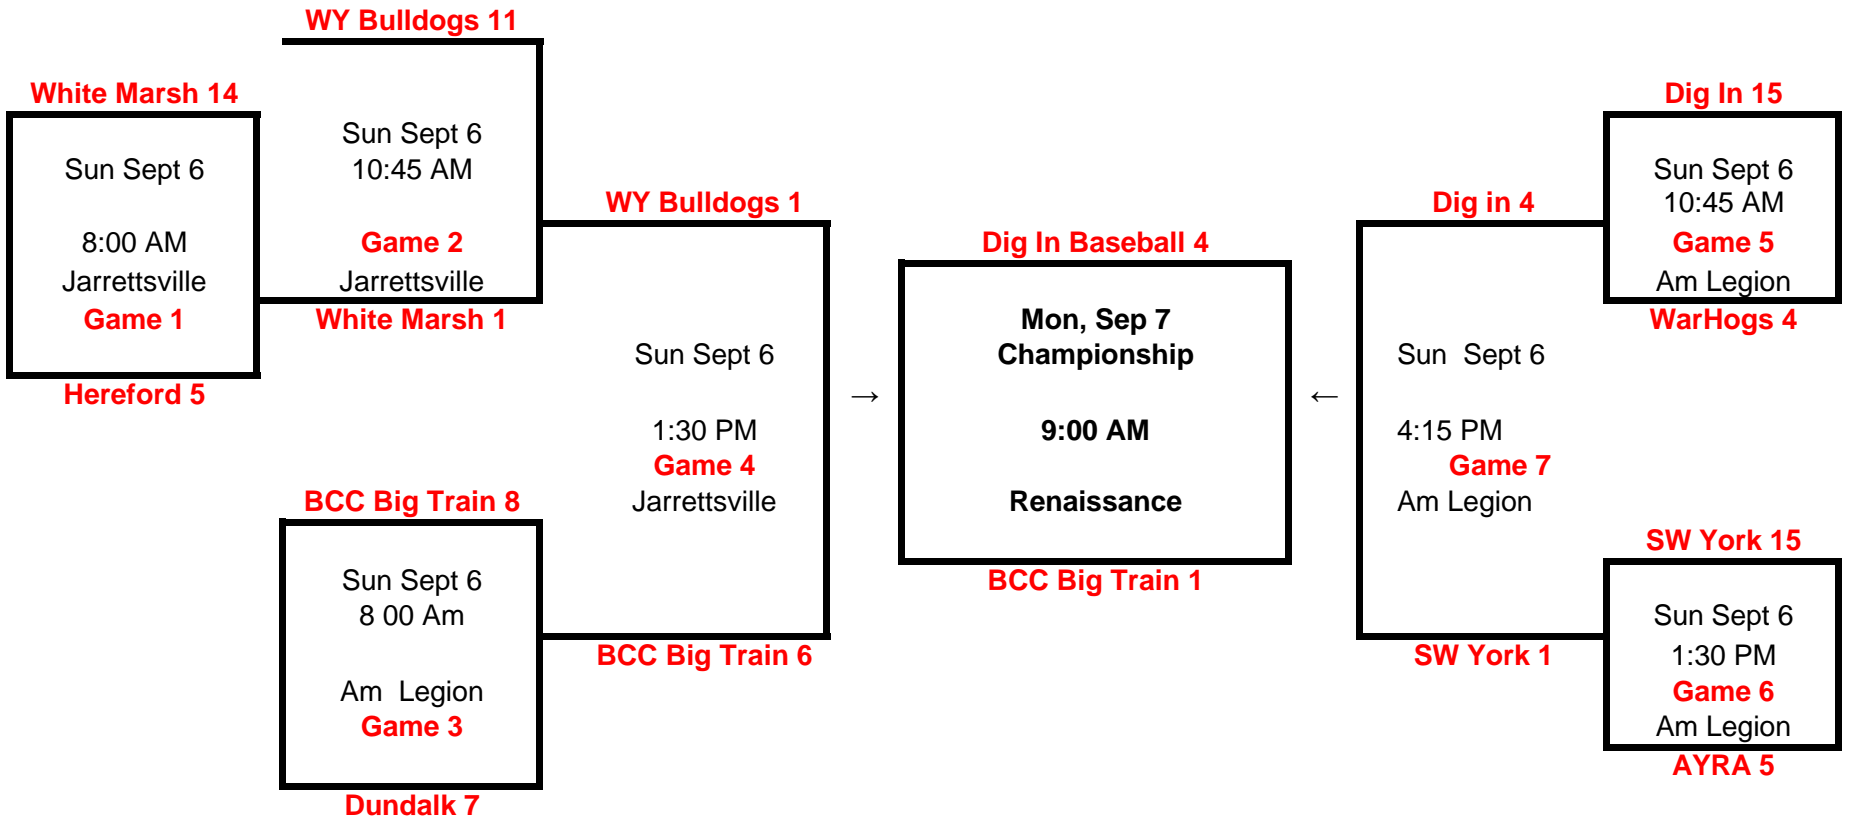 WY Bulldogs 11
White Marsh 14
Sun Sept 6
8:00 AM
Jarrettsville
Game 1
Hereford 5
Sun Sept 6
10:45 AM
Game 2
Jarrettsville
White Marsh 1
BCC Big Train 8
Sun Sept 6
8 00 Am
Am  Legion
Game 3
Dundalk 7
WY Bulldogs 1
Sun Sept 6
1:30 PM
Game 4
Jarrettsville
BCC Big Train 6
→
Dig In Baseball 4
Mon, Sep 7
Championship
9:00 AM
Renaissance
BCC Big Train 1
←
Dig in 4
Sun  Sept 6
4:15 PM
Game 7
Am Legion
SW York 1
Dig In 15
Sun Sept 6
10:45 AM
Game 5
Am Legion
WarHogs 4
SW York 15
Sun Sept 6
1:30 PM
Game 6
Am Legion
AYRA 5